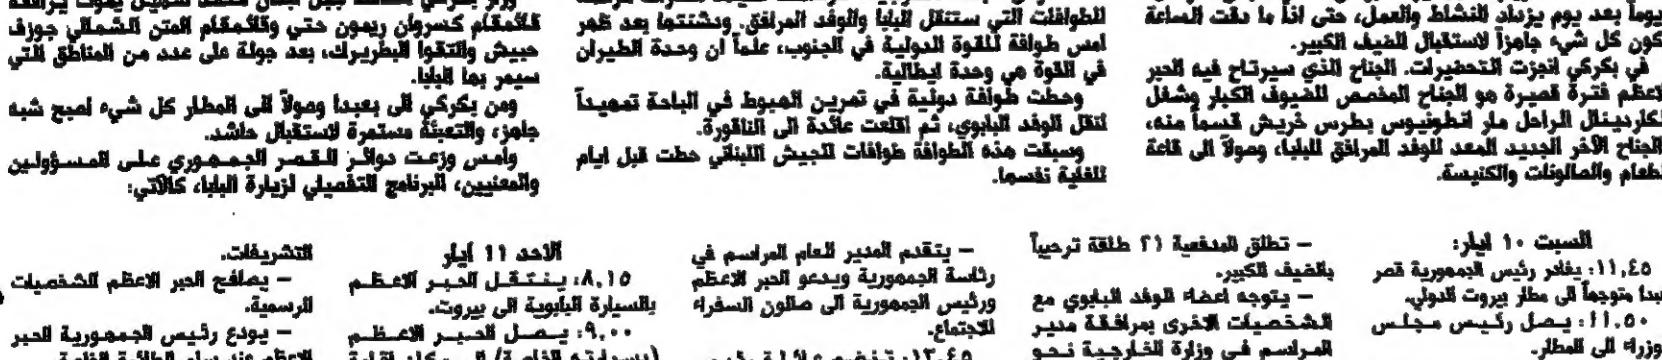 يوماً بعد يوم يزداد النشاط والعمل، حتى اذا ما دقت الساعة
كون كل شيء جاهزاً لاستقبال الضيف الكبير.
في بكركي انجزت التحضيرات. الجناح الذي سيرتاح فيه الحبر
لاعظم فترة قصيرة هو الجناح المخصص للضيوف الكبار وشغل
لكاردينال الراحل مار انطونيوس بطرس خريش قسماً منه،
الجناح الآخر الجديد المعد للوفد المرافق للبابا، وصولاً الى قاعة
لطعام والصالونات والكنيسة.
للطوافات التي ستنقل البابا والوفد المرافق. ودشنتها بعد ظهر
امس طوافة للقوة الدولية في الجنوب، علماً ان وحدة الطيران
في القوة هي وحدة ايطالية.
وحطت طوافة دولية في تمرين الهبوط في الباحة تمهيداً
لنقل الوفد البابوي، ثم اقلعت عائدة الى الناقورة.
وسبقت هذه الطوافة طوافات للجيش اللبناني حطت قبل ايام
للغاية نفسها.
قائمقام كسروان ريمون حتي وقائمقام المتن الشمالي جوزف
حبيش والتقوا البطريرك، بعد جولة على عدد من المناطق التي
سيمر بها البابا.
ومن بكركي الى بعبدا وصولاً الى المطار كل شيء اصبح شبه
جاهز، والتعبئة مستمرة لاستقبال حاشد.
وامس وزعت دوائر القصر الجمهوري على المسؤولين
والمعنيين، البرنامج التفصيلي لزيارة البابا، كالآتي:
السبت ١٠ ايار:
١١,٤٥: يغادر رئيس الجمهورية قصر
بعبدا متوجهاً الى مطار بيروت الدولي.
١١,٥٠: يصل رئيس مجلس
وزراء الى المطار.
– تطلق المدفعية ٢١ طلقة ترحيباً
بالضيف الكبير.
– يتوجه اعضاء الوفد البابوي مع
الشخصيات الاخرى بمرافقة مدير
المراسم في وزارة الخارجية نحو
– يتقدم المدير العام للمراسم في
رئاسة الجمهورية ويدعو الحبر الاعظم
ورئيس الجمهورية الى صالون السفراء
للاجتماع.
الاحد ١١ أيار
٨,١٥: ينتقل الحبر الاعظم
بالسيارة البابوية الى بيروت.
٩,٠٠: يصل الحبر الاعظم
التشريفات.
– يصافح الحبر الاعظم الشخصيات
الرسمية.
– يودع رئيس الجمهورية الحبر